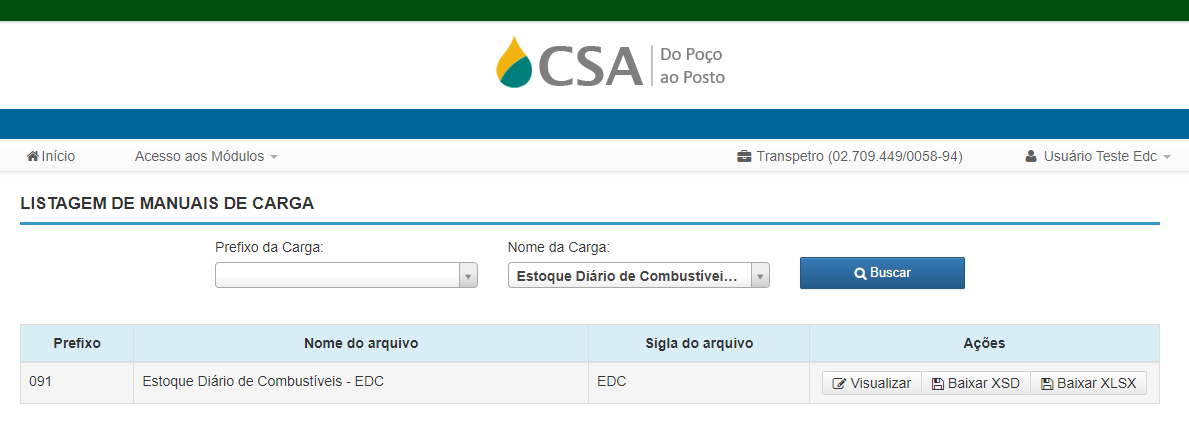 CSA
Do Poço
ao Posto
Início
Acesso aos Módulos
Transpetro (02.709.449/0058-94)
Usuário Teste Edc
LISTAGEM DE MANUAIS DE CARGA
Prefixo da Carga:
Nome da Carga:
Estoque Diário de Combustívei...
Buscar
Prefixo
Nome do arquivo
Sigla do arquivo
Ações
091
Estoque Diário de Combustíveis - EDC
EDC
Visualizar
Baixar XSD
Baixar XLSX